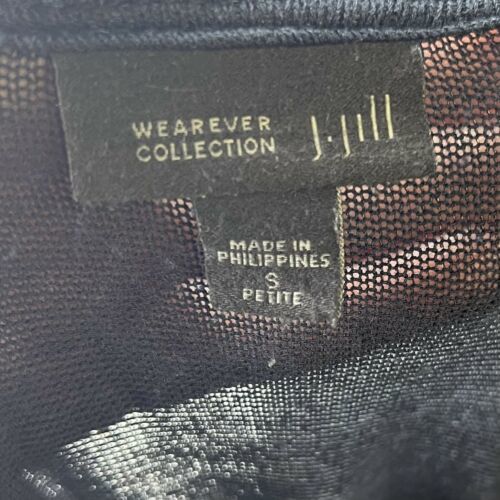 WEAREVER
COLLECTION
J.Jill
MADE IN
PHILIPPINES
S
PETITE